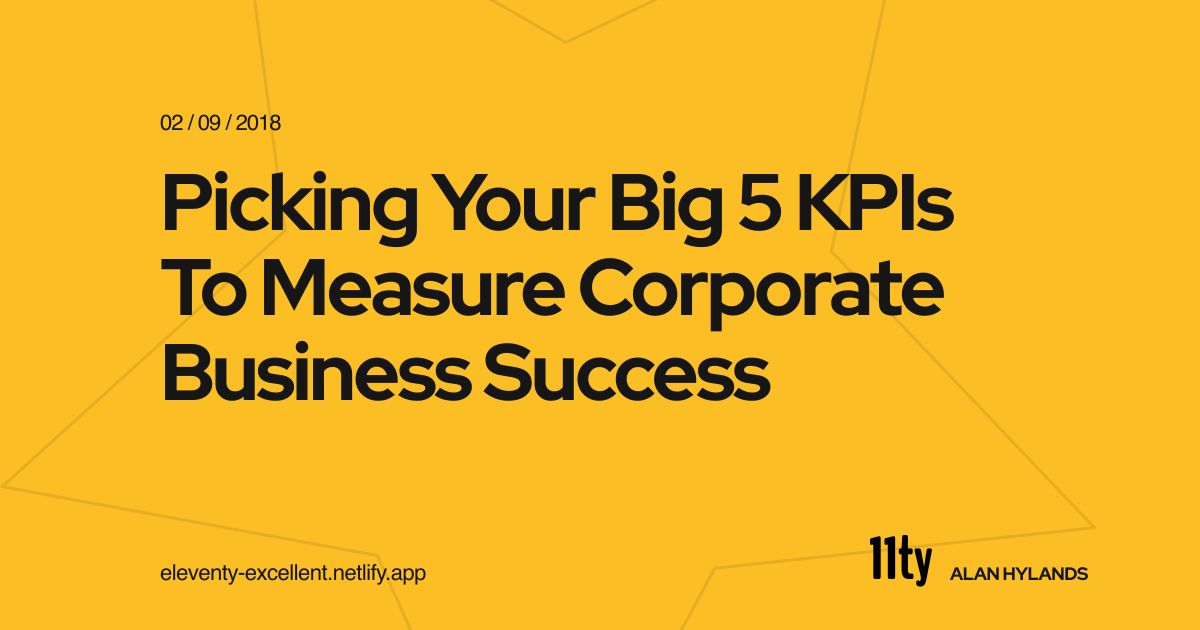 02 / 09 / 2018
Picking Your Big 5 KPIs
To Measure Corporate
Business Success
eleventy-excellent.netlify.app
11ty ALAN HYLANDS